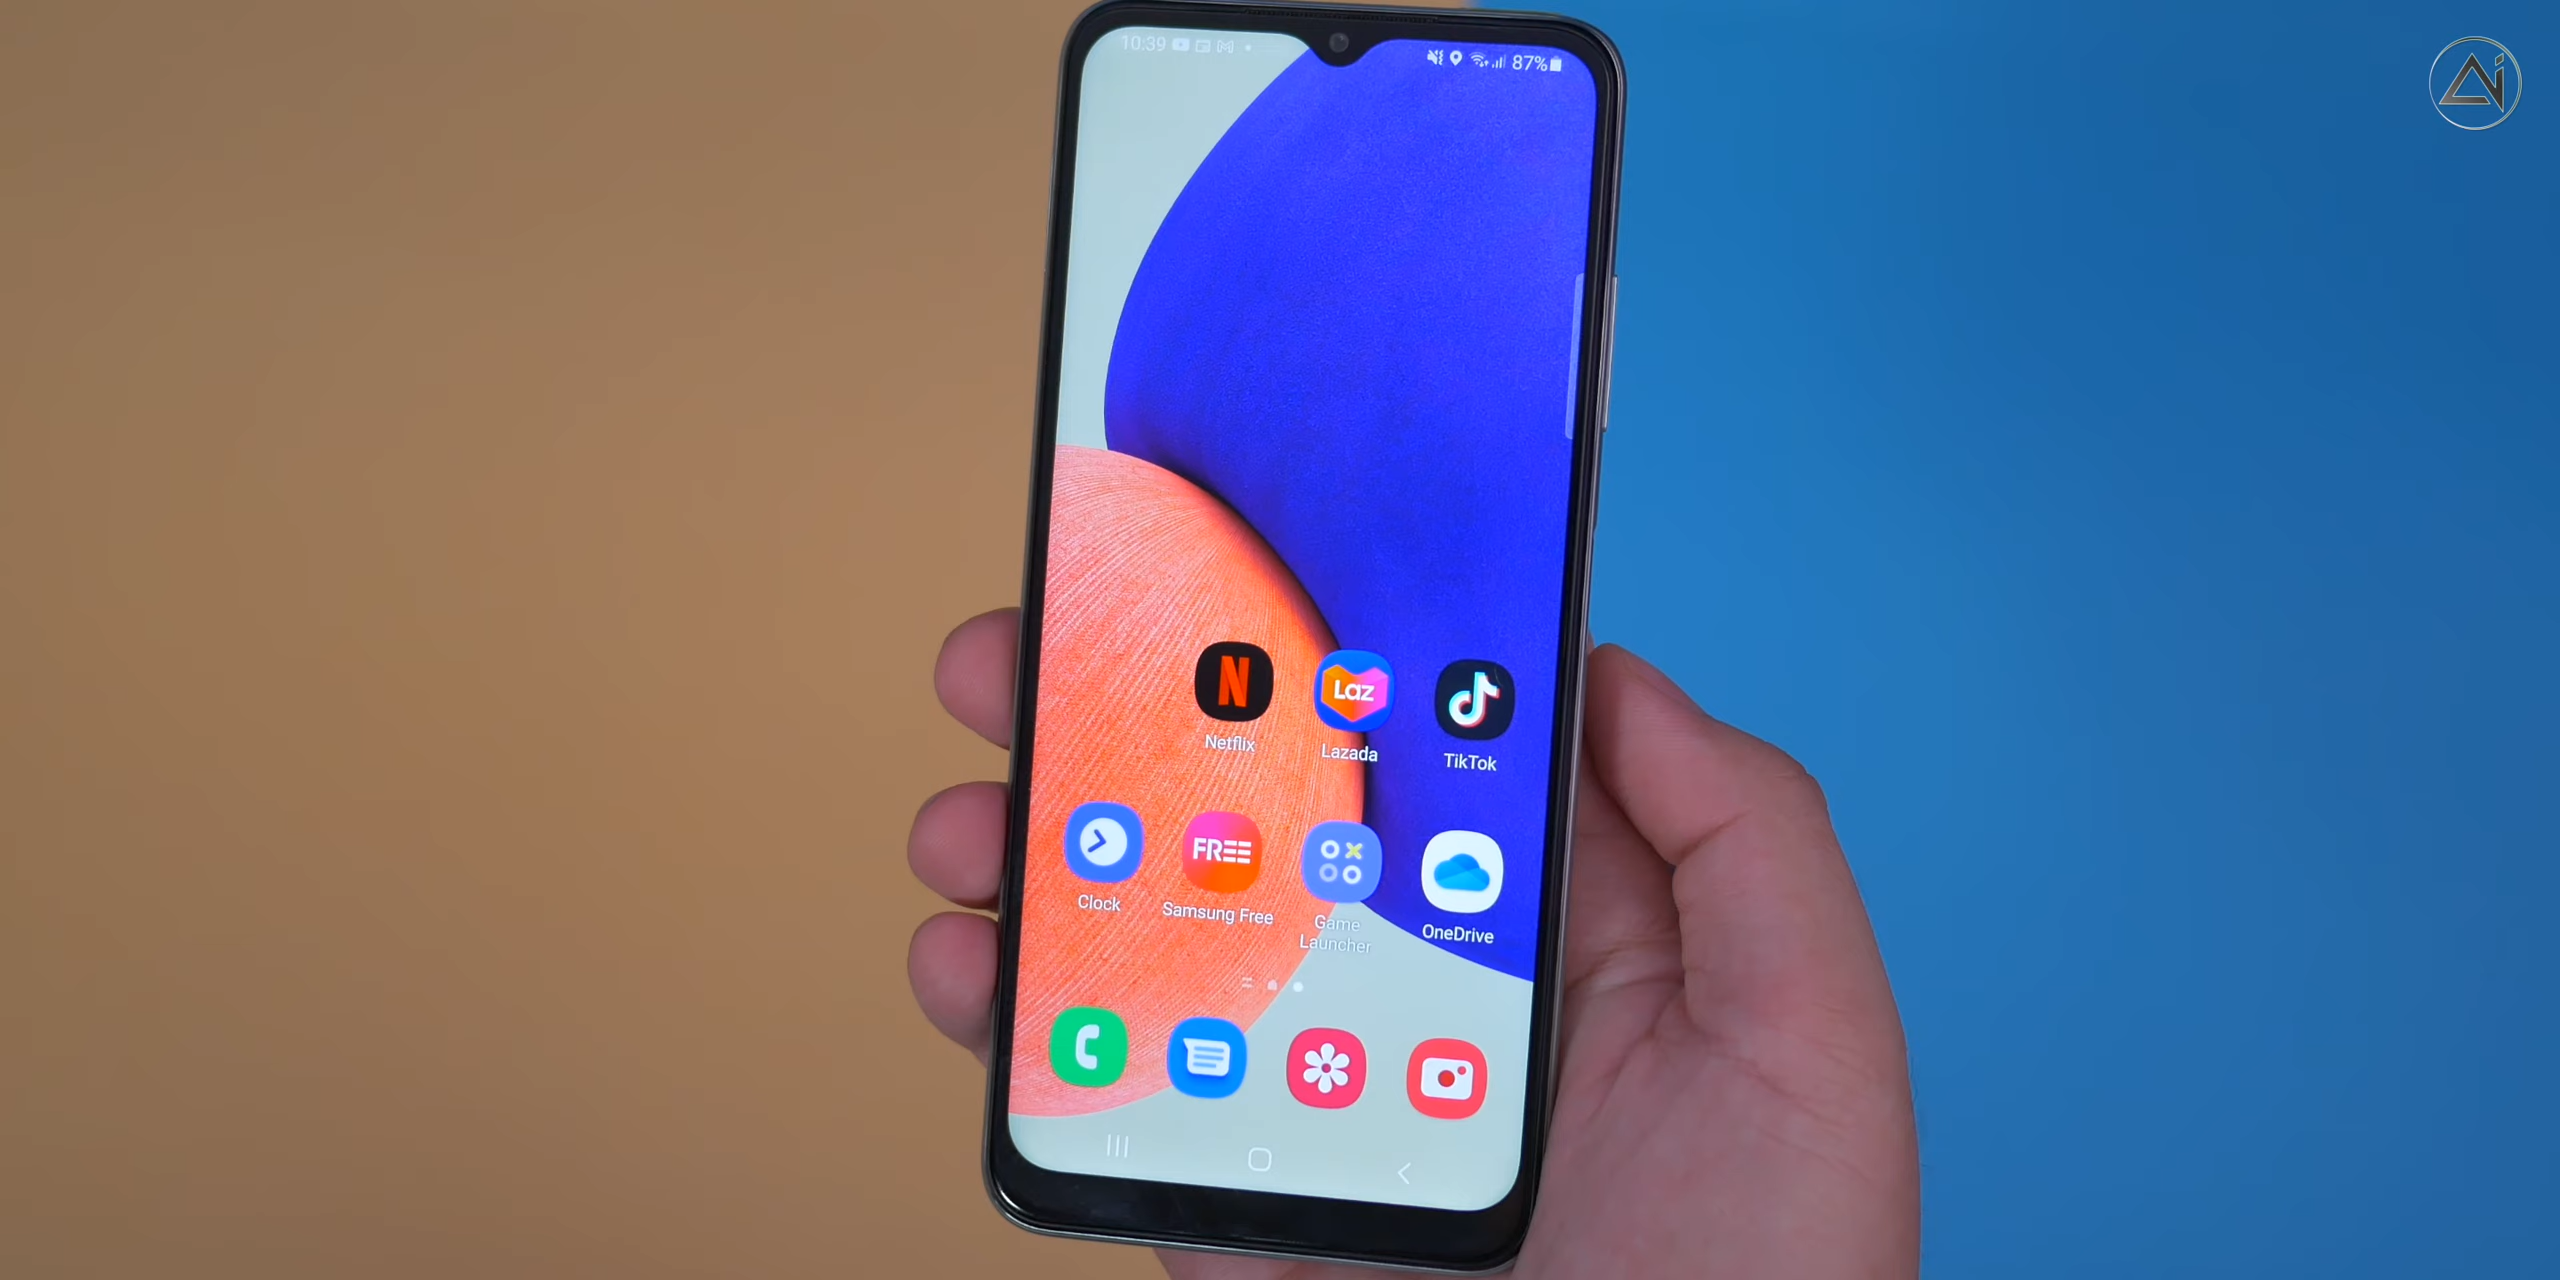 10:39
87%
N
Laz
Netflix
Lazada
TikTok
FREE
Clock
Samsung Free
Game
Launcher
OneDrive